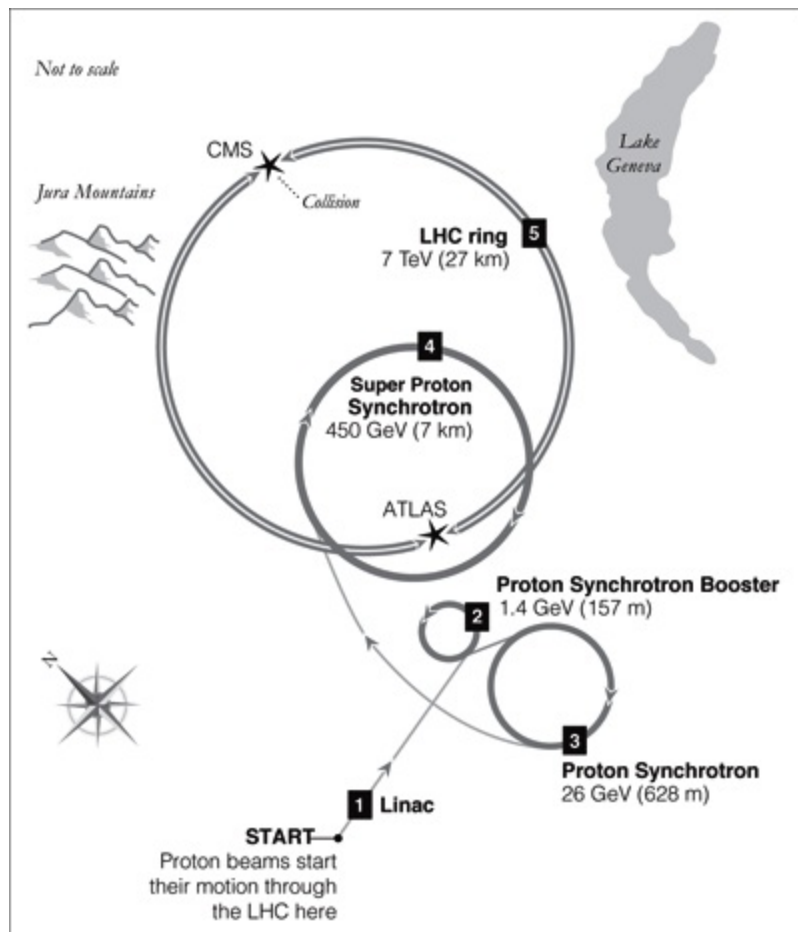 Not to scale
Lake
Geneva
CMS
Collision
Jura Mountains
5
LHC ring
7 TeV (27 km)
4
Super Proton
Synchrotron
450 GeV (7 km)
ATLAS
Proton Synchrotron Booster
1.4 GeV (157 m)
2
N
3
Proton Synchrotron
26 GeV (628 m)
1 Linac
START
Proton beams start
their motion through
the LHC here